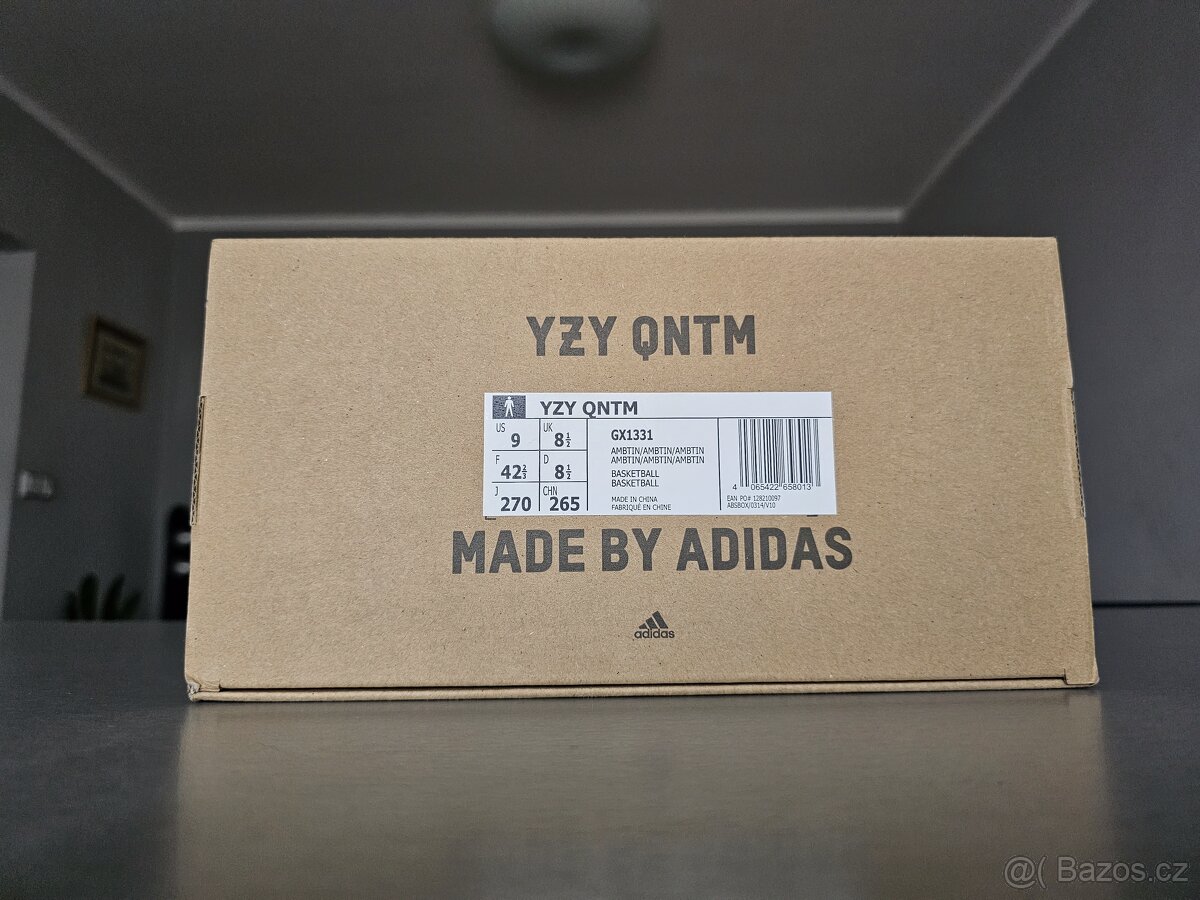 YZY QNTM
YZY QNTM
US 9 UK 8½
F 42⅔ D 8½
J 270 CHN 265
GX1331
AMBTIN/AMBTIN/AMBTIN
AMBTIN/AMBTIN/AMBTIN
BASKETBALL
BASKETBALL
MADE IN CHINA
FABRIQUÉ EN CHINE
4 065422 658013
EAN PO# 128210097
ABSBOX/0314/V10
MADE BY ADIDAS
adidas
@( Bazos.cz